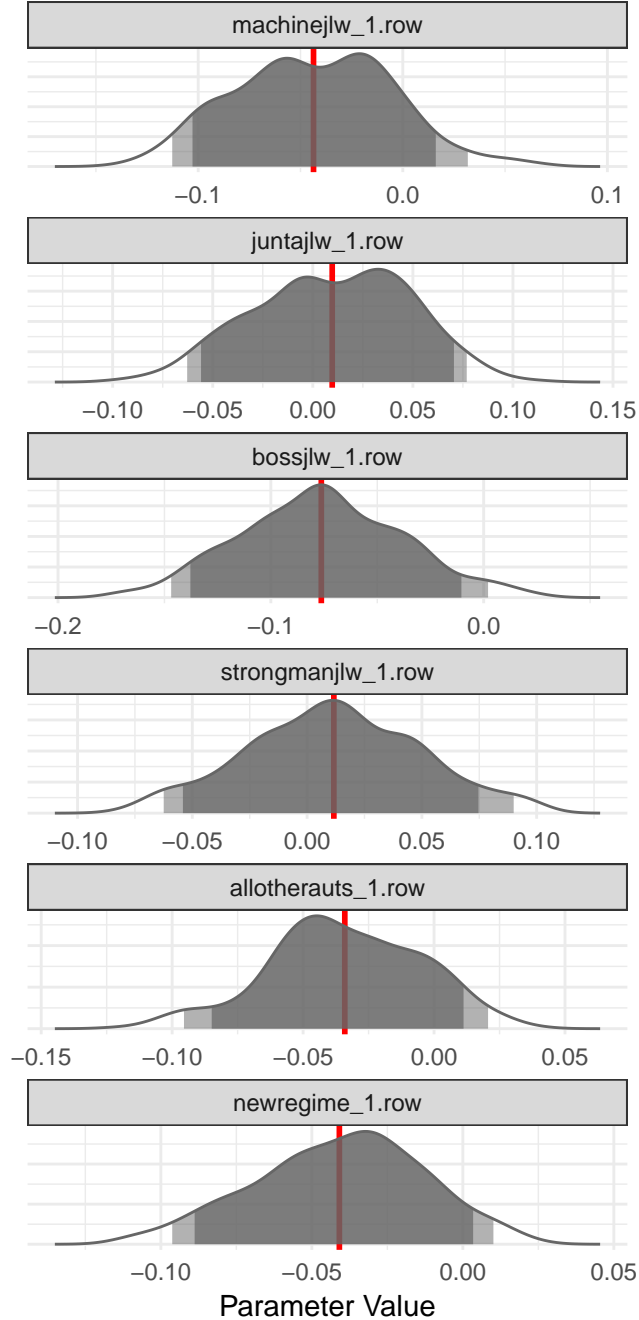 machinejlw_1.row
−0.1 0.0 0.1
juntajlw_1.row
−0.10 −0.05 0.00 0.05 0.10 0.15
bossjlw_1.row
−0.2 −0.1 0.0
strongmanjlw_1.row
−0.10 −0.05 0.00 0.05 0.10
allotherauts_1.row
−0.15 −0.10 −0.05 0.00 0.05
newregime_1.row
−0.10 −0.05 0.00 0.05
Parameter Value